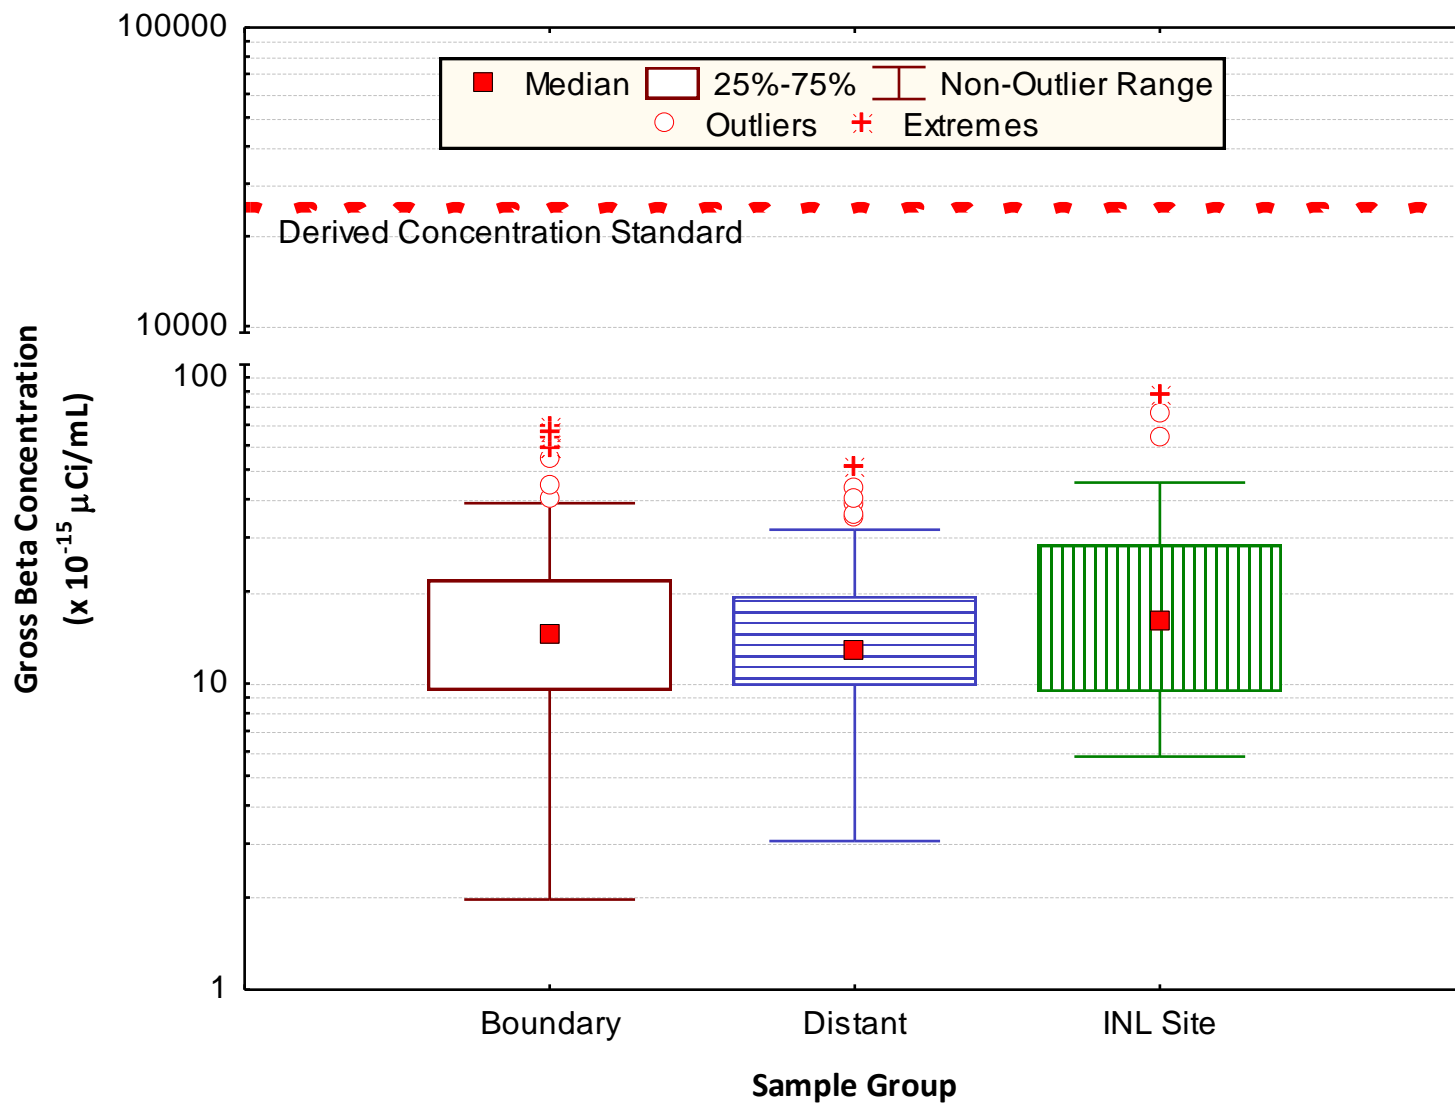 100000
Median 25%-75% Non-Outlier Range
Outliers Extremes
Derived Concentration Standard
10000
100
10
1
Gross Beta Concentration
(x 10⁻¹⁵ μCi/mL)
Boundary Distant INL Site
Sample Group